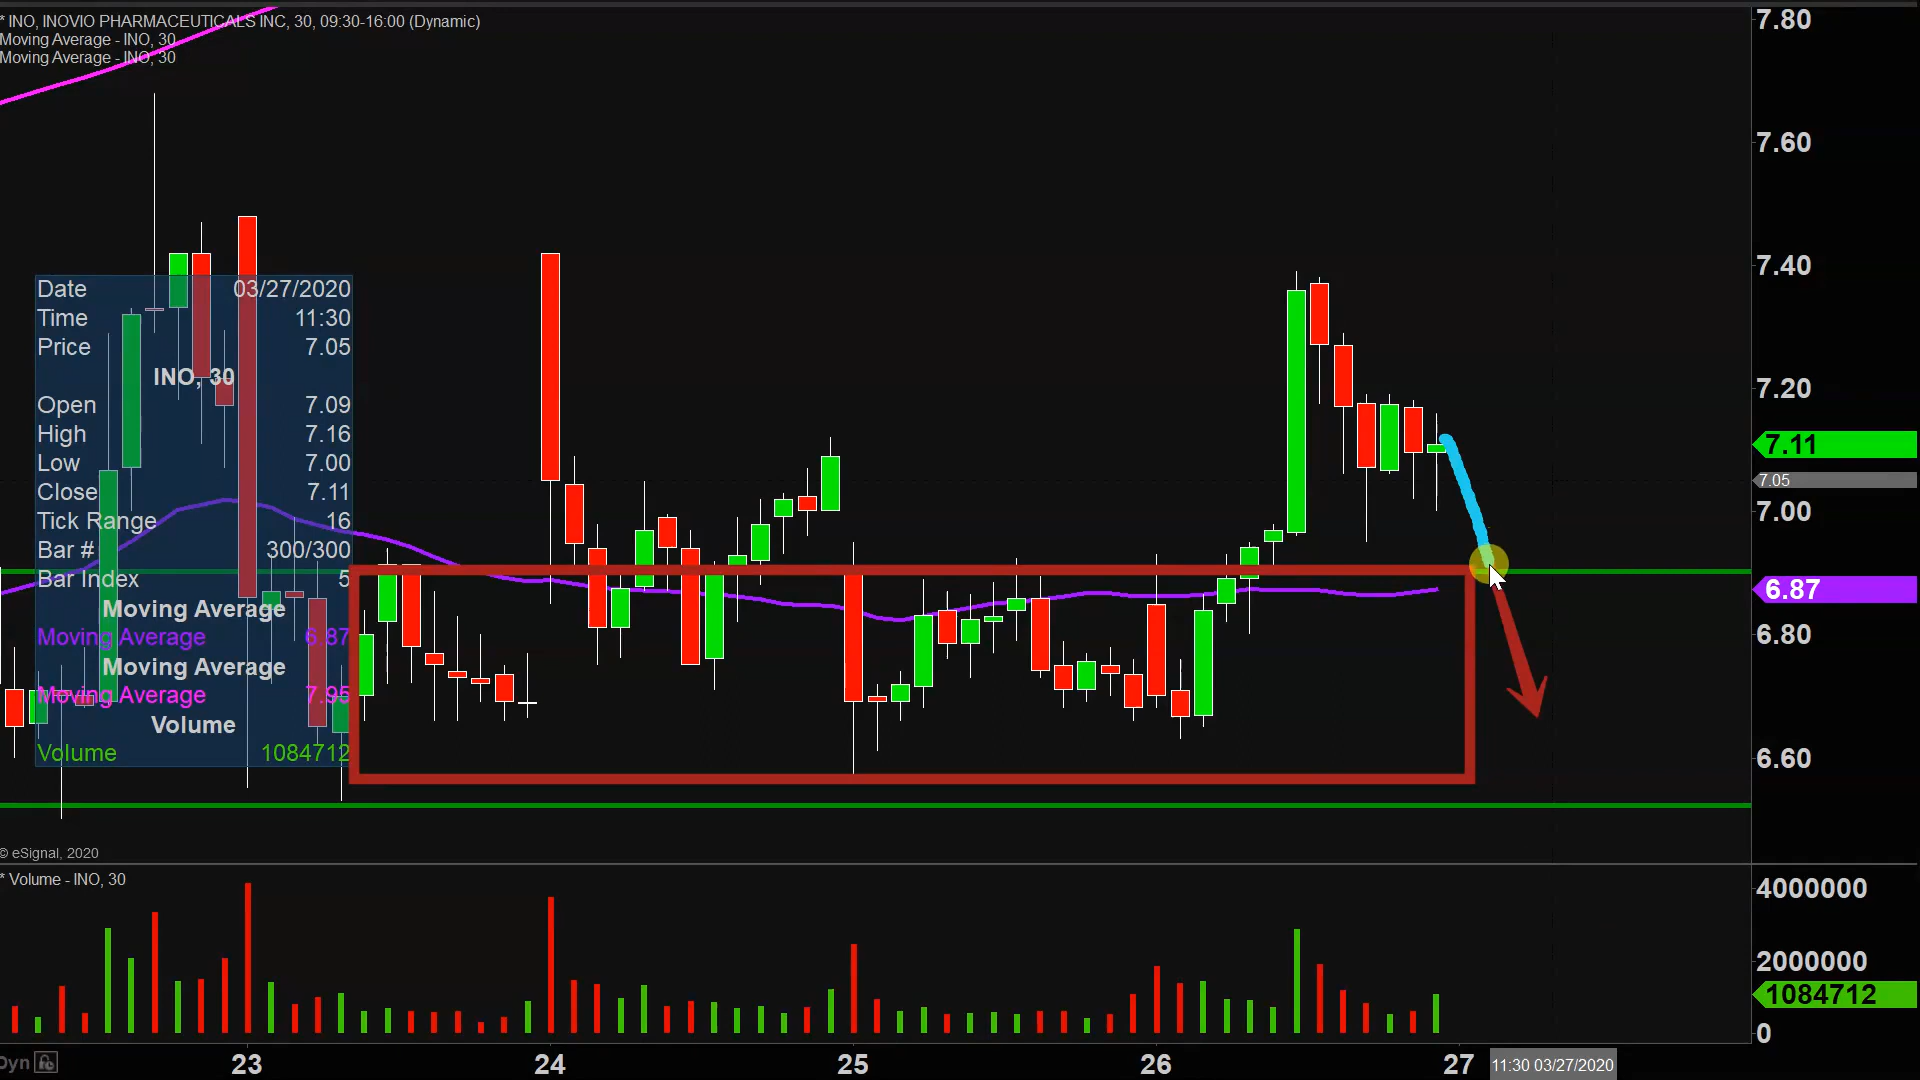 * INO, INOVIO PHARMACEUTICALS INC, 30, 09:30-16:00 (Dynamic)
Moving Average - INO, 30
Moving Average - INO, 30
7.80
7.60
7.40
7.20
7.11
7.05
7.00
6.87
6.80
6.60
Date 03/27/2020
Time 11:30
Price 7.05
INO, 30
Open 7.09
High 7.16
Low 7.00
Close 7.11
Tick Range 16
Bar # 300/300
Bar Index 5
Moving Average
Moving Average 6.87
Moving Average
Moving Average 7.95
Volume
Volume 1084712
© eSignal, 2020
* Volume - INO, 30
4000000
2000000
1084712
0
Dyn
23 24 25 26 27 11:30 03/27/2020